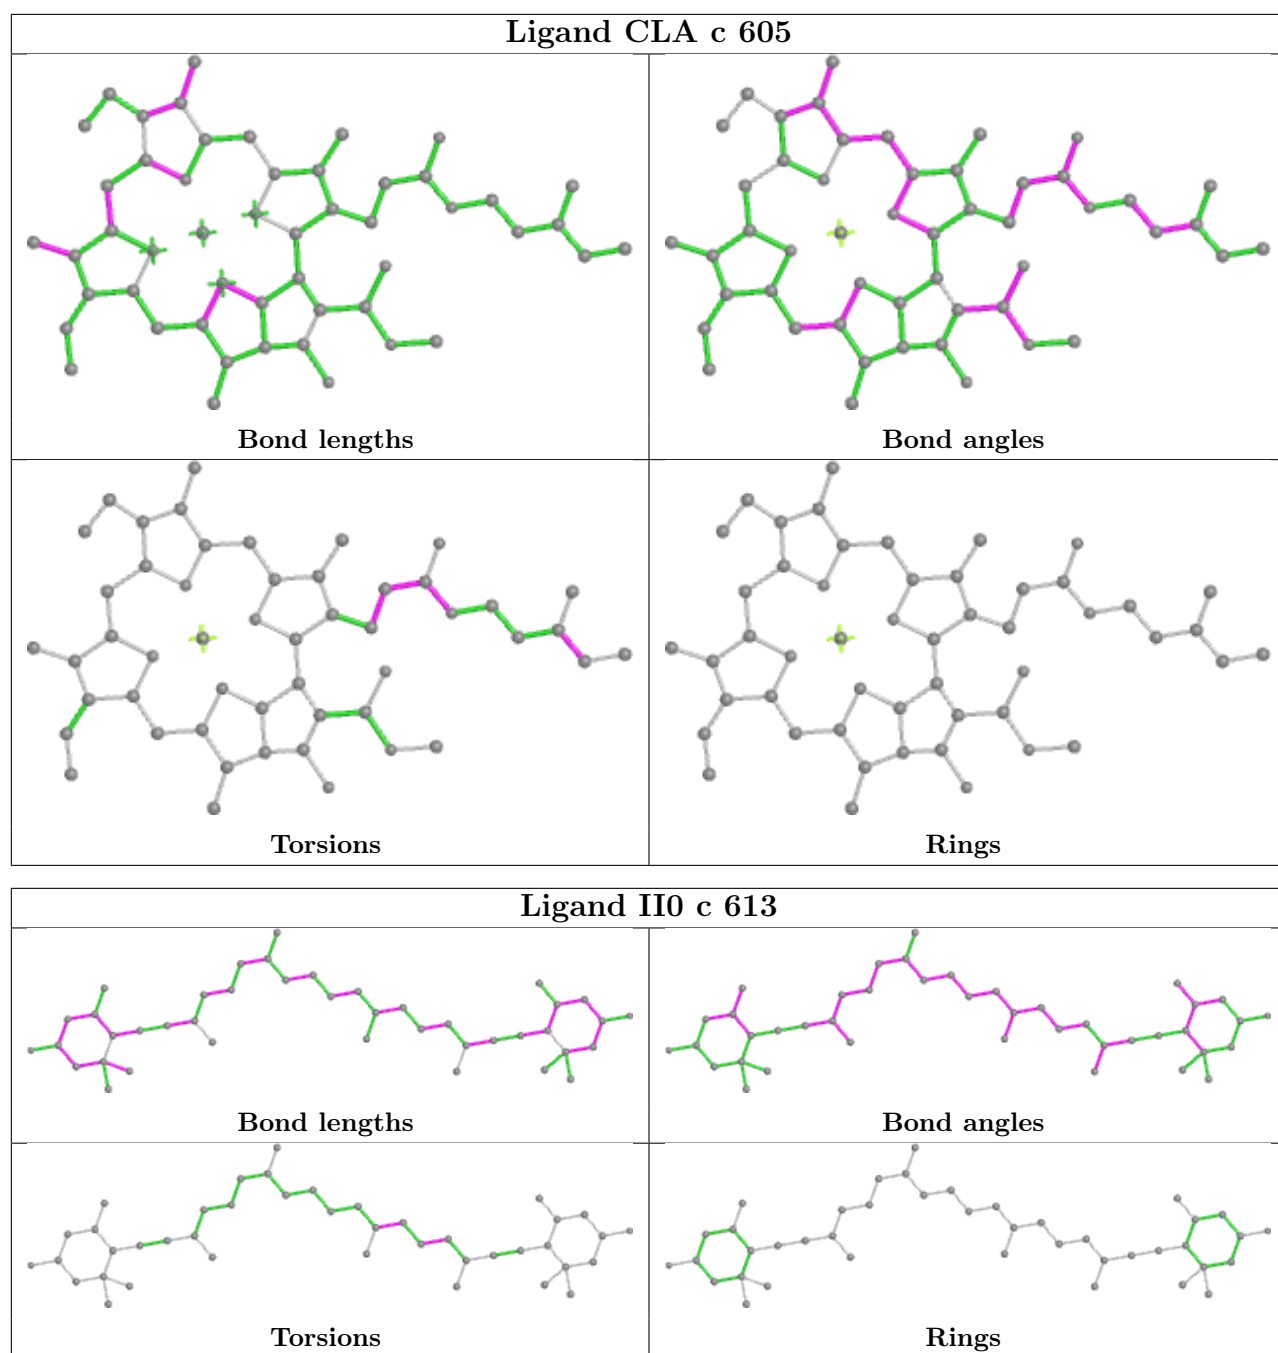 Ligand CLA c 605
Bond lengths
Bond angles
Torsions
Rings
Ligand II0 c 613
Bond lengths
Bond angles
Torsions
Rings